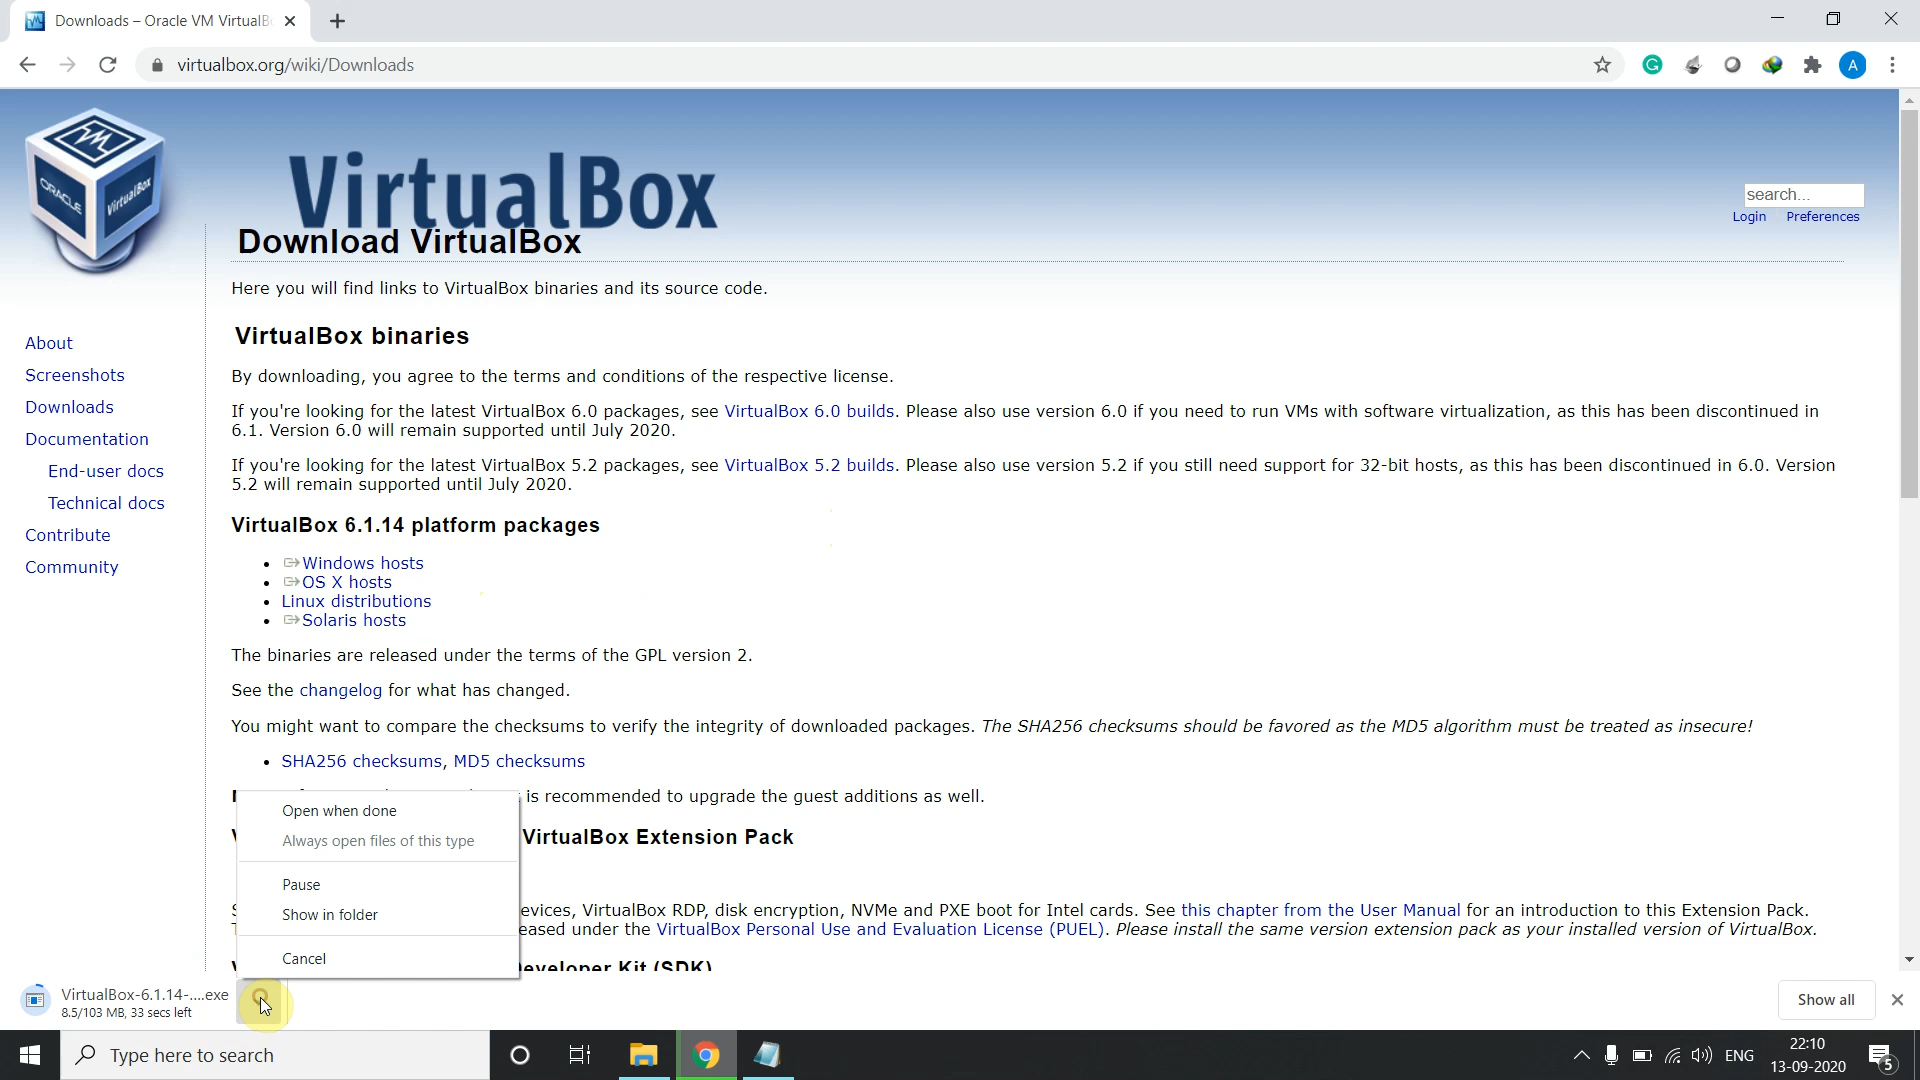 Downloads – Oracle VM VirtualB
virtualbox.org/wiki/Downloads
A
ORACLE
VirtualBox
VirtualBox
search...
Login Preferences
Download VirtualBox
Here you will find links to VirtualBox binaries and its source code.
VirtualBox binaries
About
Screenshots
Downloads
Documentation
End-user docs
Technical docs
Contribute
Community
By downloading, you agree to the terms and conditions of the respective license.
If you're looking for the latest VirtualBox 6.0 packages, see VirtualBox 6.0 builds. Please also use version 6.0 if you need to run VMs with software virtualization, as this has been discontinued in
6.1. Version 6.0 will remain supported until July 2020.
If you're looking for the latest VirtualBox 5.2 packages, see VirtualBox 5.2 builds. Please also use version 5.2 if you still need support for 32-bit hosts, as this has been discontinued in 6.0. Version
5.2 will remain supported until July 2020.
VirtualBox 6.1.14 platform packages
• Windows hosts
• OS X hosts
• Linux distributions
• Solaris hosts
The binaries are released under the terms of the GPL version 2.
See the changelog for what has changed.
You might want to compare the checksums to verify the integrity of downloaded packages. The SHA256 checksums should be favored as the MD5 algorithm must be treated as insecure!
• SHA256 checksums, MD5 checksums
is recommended to upgrade the guest additions as well.
VirtualBox Extension Pack
evices, VirtualBox RDP, disk encryption, NVMe and PXE boot for Intel cards. See this chapter from the User Manual for an introduction to this Extension Pack.
eased under the VirtualBox Personal Use and Evaluation License (PUEL). Please install the same version extension pack as your installed version of VirtualBox.
eveloper Kit (SDK)
Open when done
Always open files of this type
Pause
Show in folder
Cancel
VirtualBox-6.1.14-....exe
8.5/103 MB, 33 secs left
Show all
Type here to search
ENG
22:10
13-09-2020
5